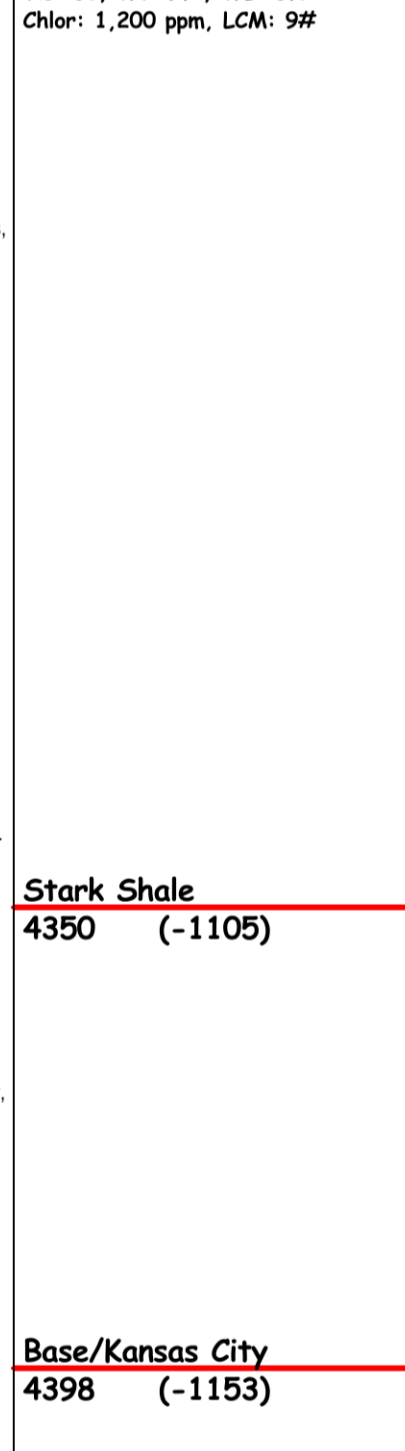 Chlor: 1,200 ppm, LCM: 9#
Stark Shale
4350 (-1105)
Base/Kansas City
4398 (-1153)